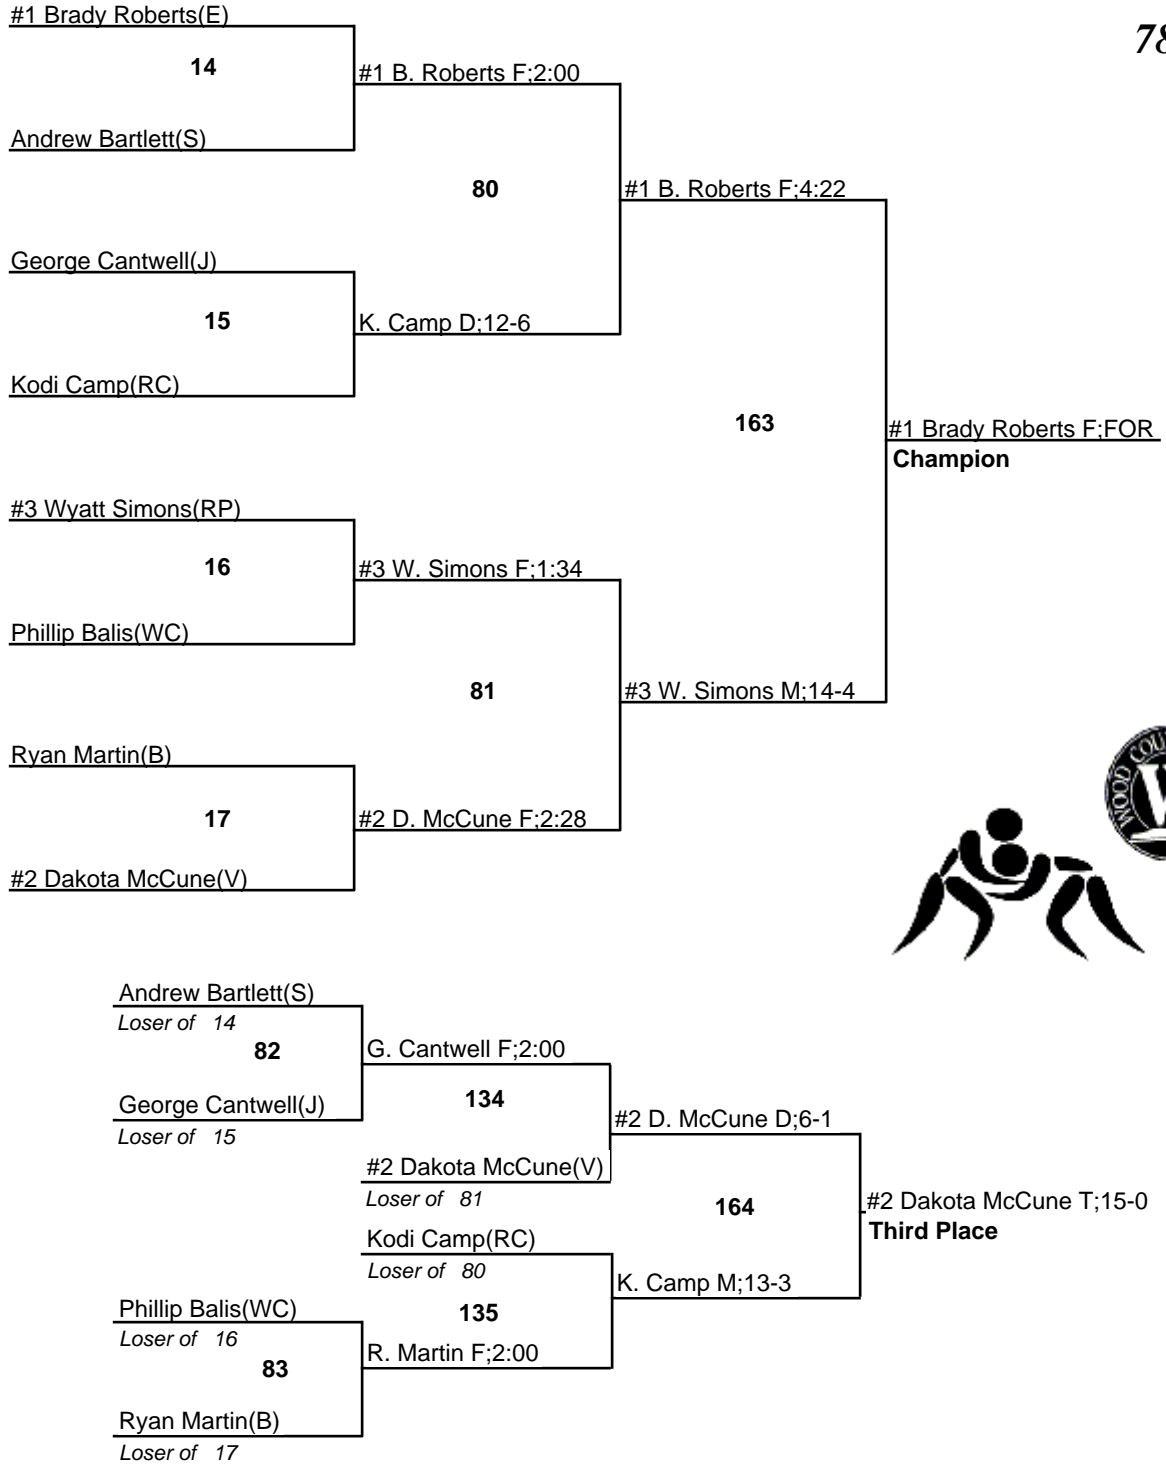 #1 Brady Roberts(E)
78
14
#1 B. Roberts F;2:00
Andrew Bartlett(S)
80
#1 B. Roberts F;4:22
George Cantwell(J)
15
K. Camp D;12-6
Kodi Camp(RC)
163
#1 Brady Roberts F;FOR
Champion
#3 Wyatt Simons(RP)
16
#3 W. Simons F;1:34
Phillip Balis(WC)
81
#3 W. Simons M;14-4
Ryan Martin(B)
WOOD COU
17
#2 D. McCune F;2:28
#2 Dakota McCune(V)
Andrew Bartlett(S)
Loser of 14
82
G. Cantwell F;2:00
George Cantwell(J)
Loser of 15
134
#2 D. McCune D;6-1
#2 Dakota McCune(V)
Loser of 81
164
#2 Dakota McCune T;15-0
Third Place
Kodi Camp(RC)
Loser of 80
K. Camp M;13-3
135
Phillip Balis(WC)
Loser of 16
83
R. Martin F;2:00
Ryan Martin(B)
Loser of 17